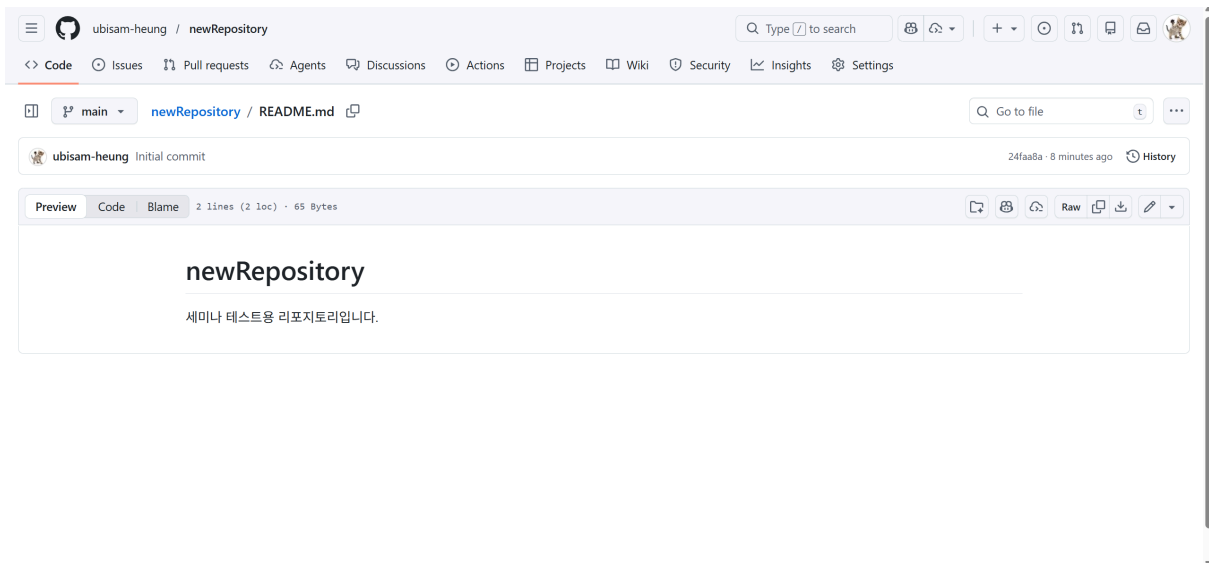 ubisam-heung / newRepository
Type / to search
Code Issues Pull requests Agents Discussions Actions Projects Wiki Security Insights Settings
main newRepository / README.md Go to file t
ubisam-heung Initial commit 24faa8a · 8 minutes ago History
Preview Code Blame 2 lines (2 loc) · 65 Bytes Raw
newRepository
세미나 테스트용 리포지토리입니다.